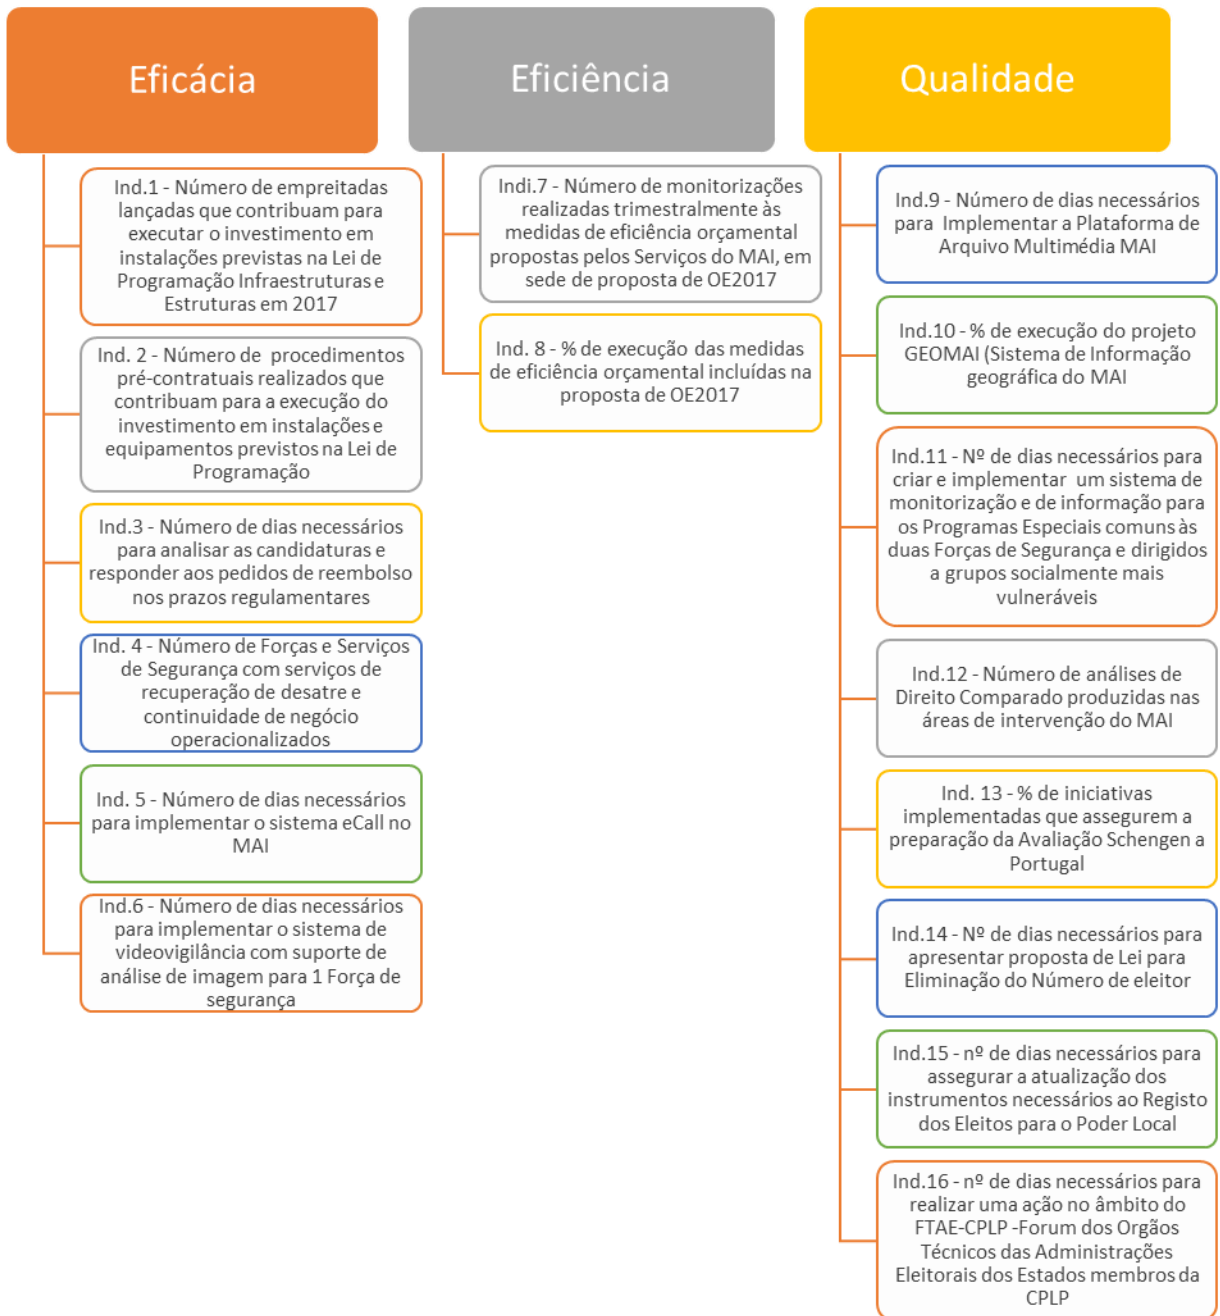 Eficácia
Ind.1 - Número de empreitadas
lançadas que contribuam para
executar o investimento em
instalações previstas na Lei de
Programação Infraestruturas e
Estruturas em 2017
Ind. 2 - Número de procedimentos
pré-contratuais realizados que
contribuam para a execução do
investimento em instalações e
equipamentos previstos na Lei de
Programação
Ind.3 - Número de dias necessários
para analisar as candidaturas e
responder aos pedidos de reembolso
nos prazos regulamentares
Ind. 4 - Número de Forças e Serviços
de Segurança com serviços de
recuperação de desatre e
continuidade de negócio
operacionalizados
Ind. 5 - Número de dias necessários
para implementar o sistema eCall no
MAI
Ind.6 - Número de dias necessários
para implementar o sistema de
videovigilância com suporte de
análise de imagem para 1 Força de
segurança
Eficiência
Indi.7 - Número de monitorizações
realizadas trimestralmente às
medidas de eficiência orçamental
propostas pelos Serviços do MAI, em
sede de proposta de OE2017
Ind. 8 - % de execução das medidas
de eficiência orçamental incluídas na
proposta de OE2017
Qualidade
Ind.9 - Número de dias necessários
para Implementar a Plataforma de
Arquivo Multimédia MAI
Ind.10 - % de execução do projeto
GEOMAI (Sistema de Informação
geográfica do MAI
Ind.11 - Nº de dias necessários para
criar e implementar um sistema de
monitorização e de informação para
os Programas Especiais comuns às
duas Forças de Segurança e dirigidos
a grupos socialmente mais
vulneráveis
Ind.12 - Número de análises de
Direito Comparado produzidas nas
áreas de intervenção do MAI
Ind. 13 - % de iniciativas
implementadas que assegurem a
preparação da Avaliação Schengen a
Portugal
Ind.14 - Nº de dias necessários para
apresentar proposta de Lei para
Eliminação do Número de eleitor
Ind.15 - nº de dias necessários para
assegurar a atualização dos
instrumentos necessários ao Registo
dos Eleitos para o Poder Local
Ind.16 - nº de dias necessários para
realizar uma ação no âmbito do
FTAE-CPLP -Forum dos Orgãos
Técnicos das Administrações
Eleitorais dos Estados membros da
CPLP